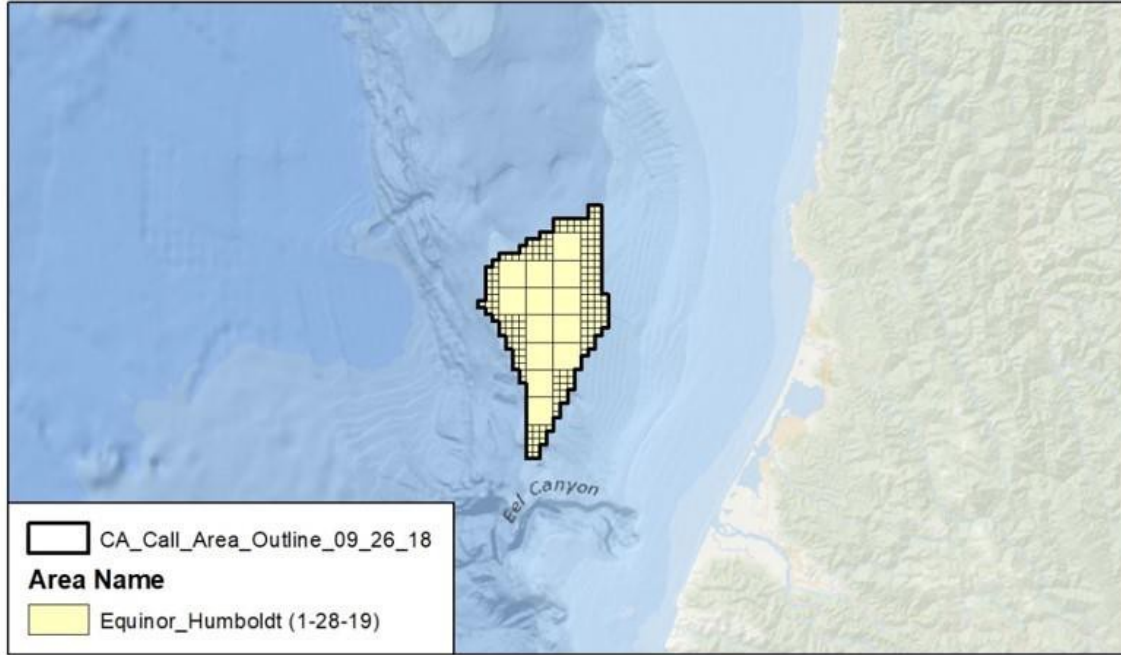 Eel Canyon
CA_Call_Area_Outline_09_26_18
Area Name
Equinor_Humboldt (1-28-19)